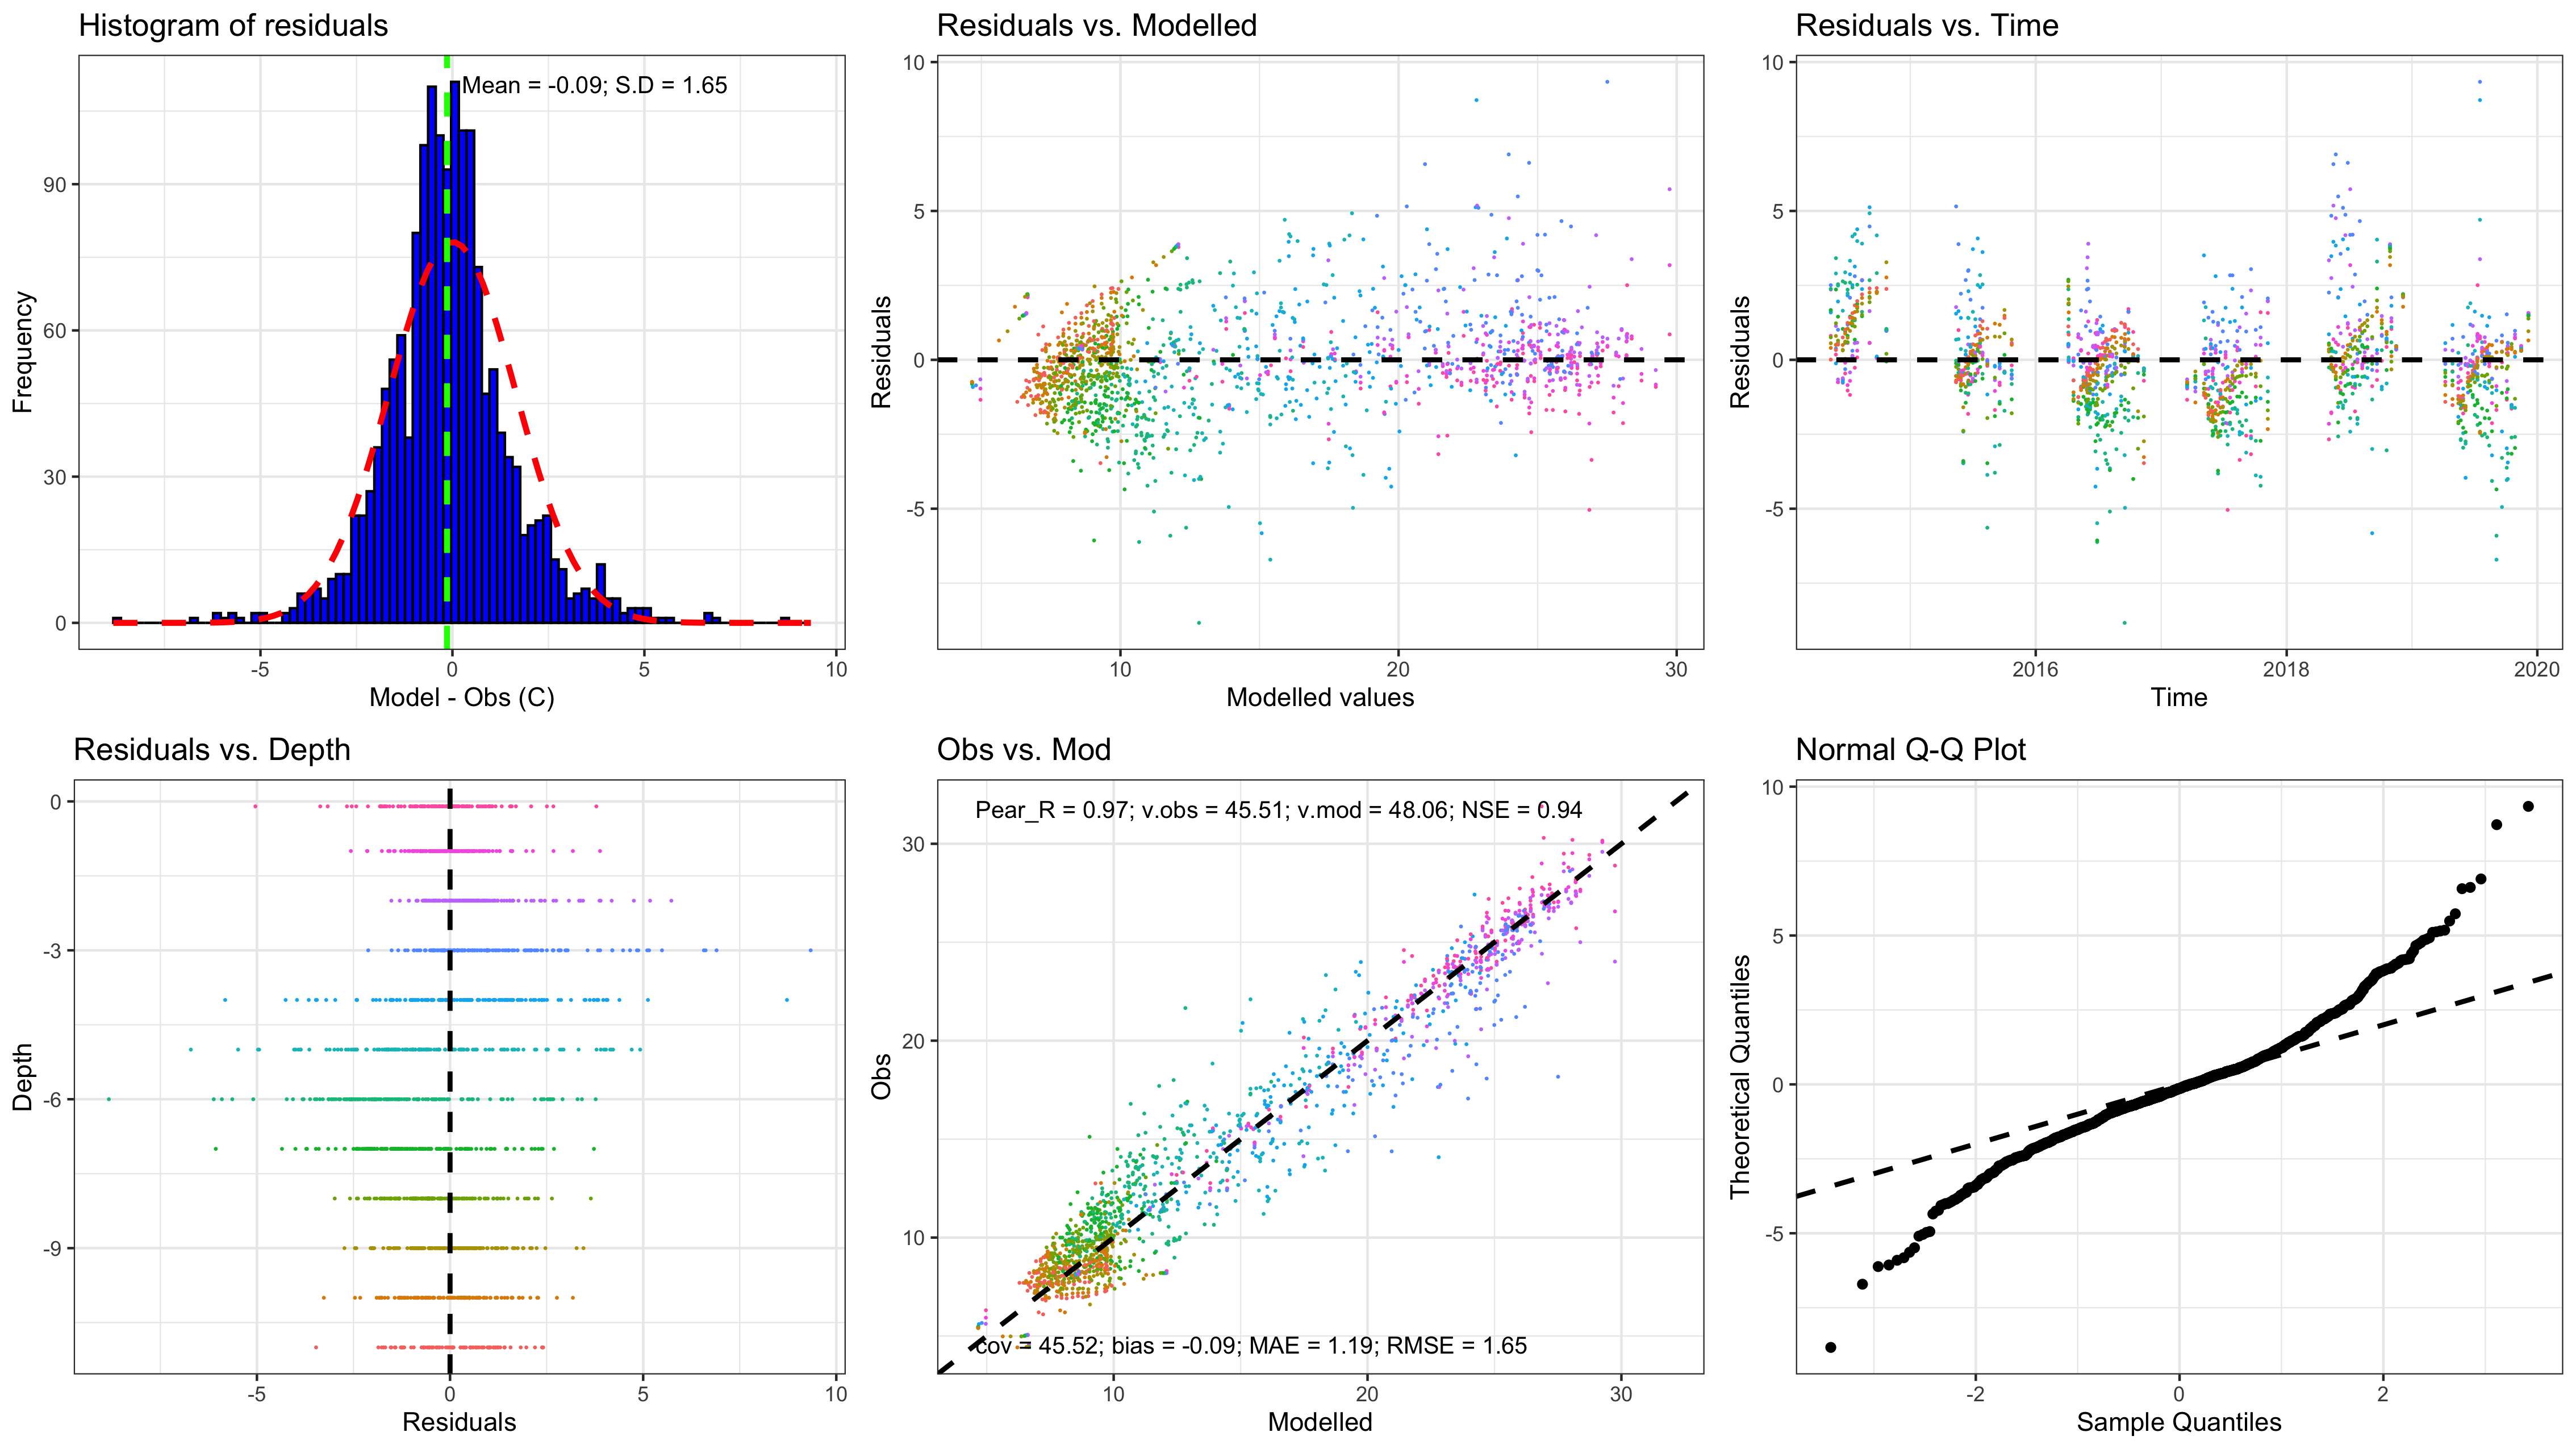 Histogram of residuals
Mean = -0.09; S.D = 1.65
Frequency
90
60
30
0
-5
0
5
10
Model - Obs (C)
Residuals vs. Modelled
Residuals
10
5
0
-5
10
20
30
Modelled values
Residuals vs. Time
Residuals
10
5
0
-5
2016
2018
2020
Time
Residuals vs. Depth
Depth
0
-3
-6
-9
-5
0
5
10
Residuals
Obs vs. Mod
Pear_R = 0.97; v.obs = 45.51; v.mod = 48.06; NSE = 0.94
Obs
30
20
10
cov = 45.52; bias = -0.09; MAE = 1.19; RMSE = 1.65
10
20
30
Modelled
Normal Q-Q Plot
Theoretical Quantiles
10
5
0
-5
-2
0
2
Sample Quantiles